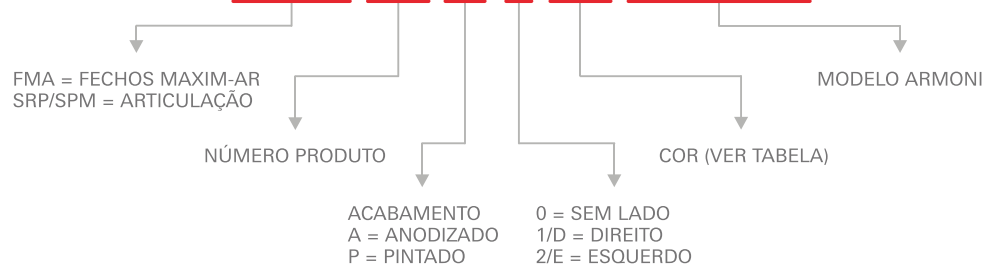 FMA = FECHOS MAXIM-AR
SRP/SPM = ARTICULAÇÃO
MODELO ARMONI
NÚMERO PRODUTO
COR (VER TABELA)
ACABAMENTO
A = ANODIZADO
P = PINTADO
0 = SEM LADO
1/D = DIREITO
2/E = ESQUERDO